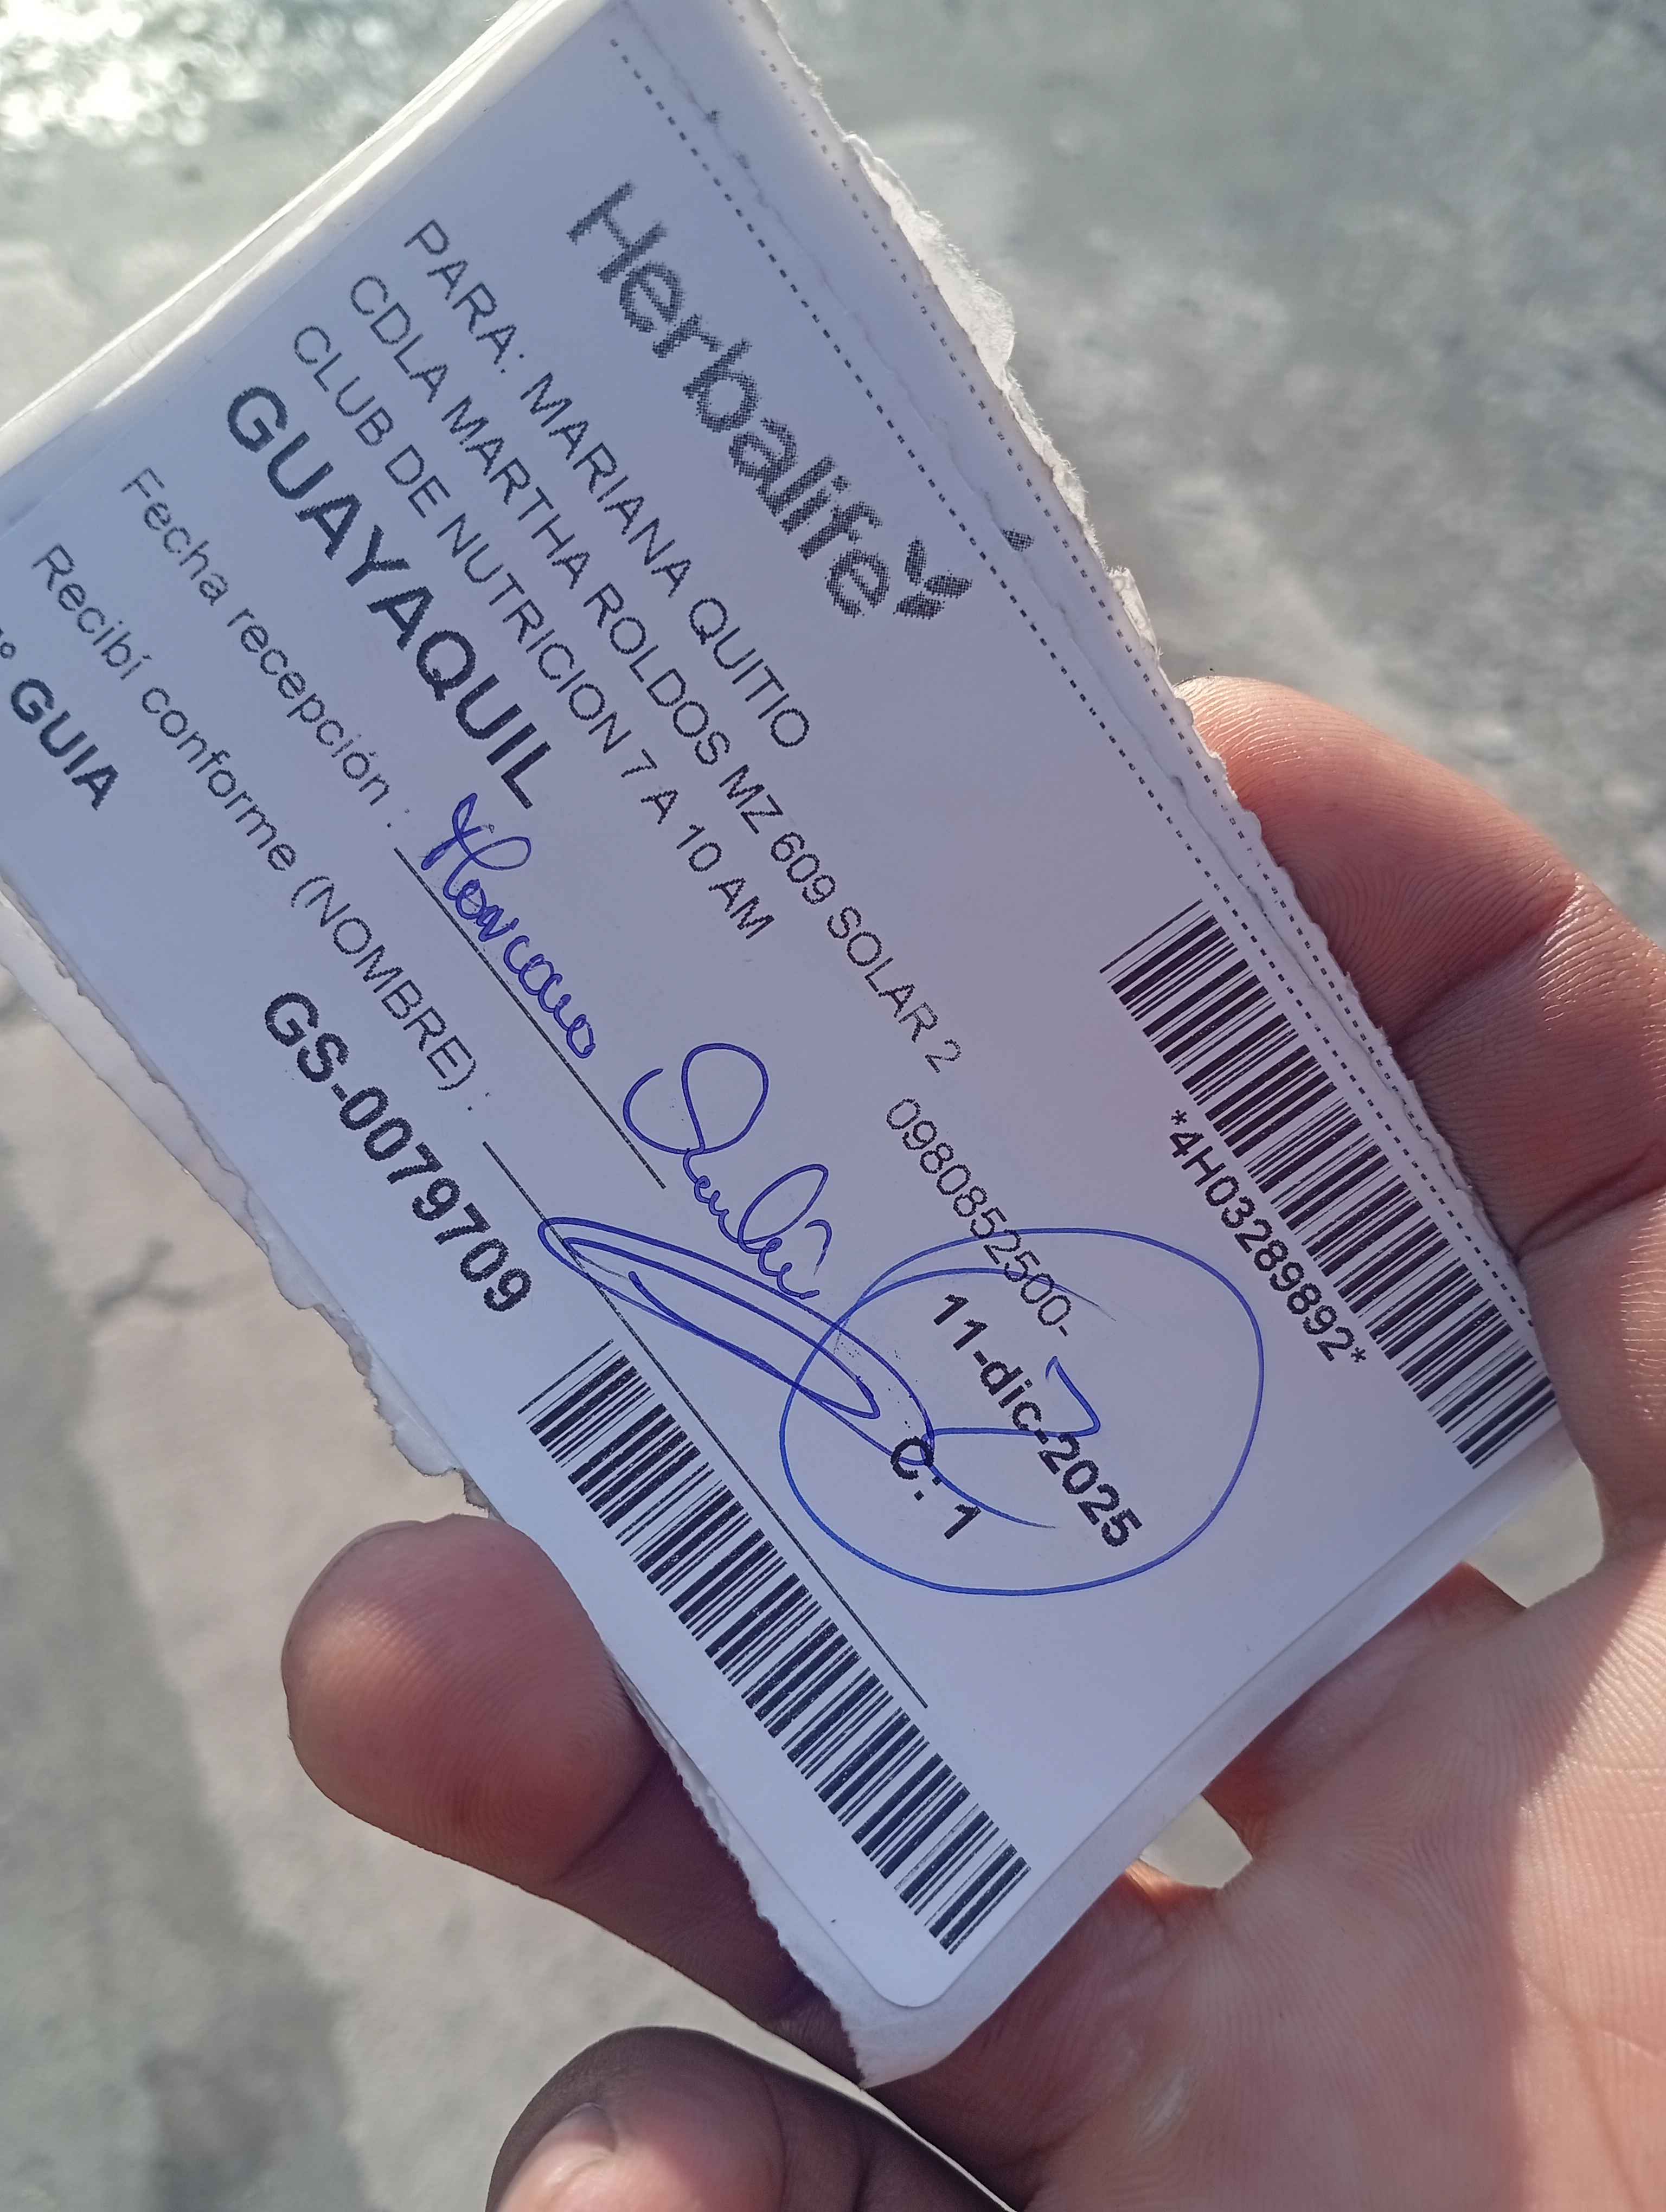 Herbalife
*4H03289892*
PARA: MARIANA QUITIO
CDLA MARTHA ROLDOS MZ 609 SOLAR 2
0980852500-
CLUB DE NUTRICION 7 A 10 AM
11-dic-2025
GUAYAQUIL
C: 1
Fecha recepción :
Recibí conforme (NOMBRE) :
GUIA
GS-0079709